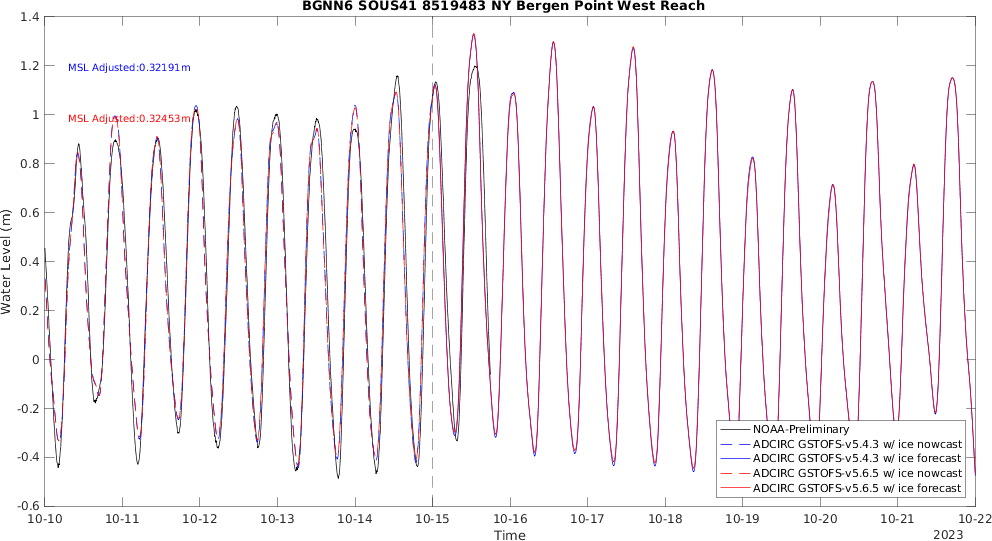 BGNN6 SOUS41 8519483 NY Bergen Point West Reach
1.4
1.2
1
0.8
0.6
0.4
0.2
0
-0.2
-0.4
-0.6
Water Level (m)
MSL Adjusted:0.32191m
MSL Adjusted:0.32453m
NOAA-Preliminary
ADCIRC GSTOFS-v5.4.3 w/ ice nowcast
ADCIRC GSTOFS-v5.4.3 w/ ice forecast
ADCIRC GSTOFS-v5.6.5 w/ ice nowcast
ADCIRC GSTOFS-v5.6.5 w/ ice forecast
10-10 10-11 10-12 10-13 10-14 10-15 10-16 10-17 10-18 10-19 10-20 10-21 10-22
Time
2023